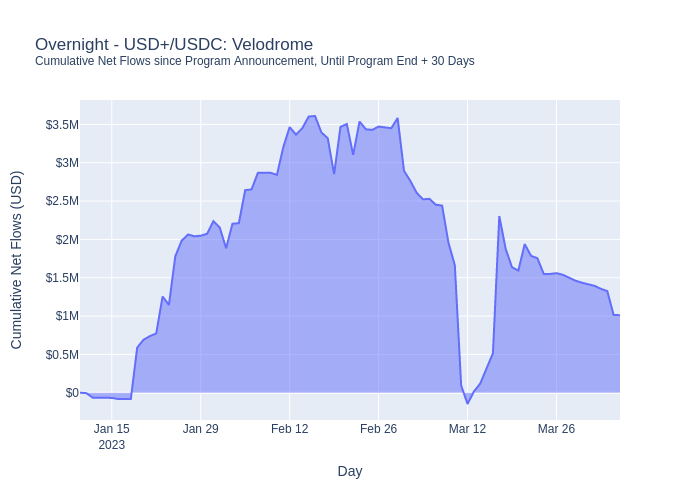 Overnight - USD+/USDC: Velodrome
Cumulative Net Flows since Program Announcement, Until Program End + 30 Days
Cumulative Net Flows (USD)
$3.5M
$3M
$2.5M
$2M
$1.5M
$1M
$0.5M
$0
Jan 15 Jan 29 Feb 12 Feb 26 Mar 12 Mar 26
2023
Day